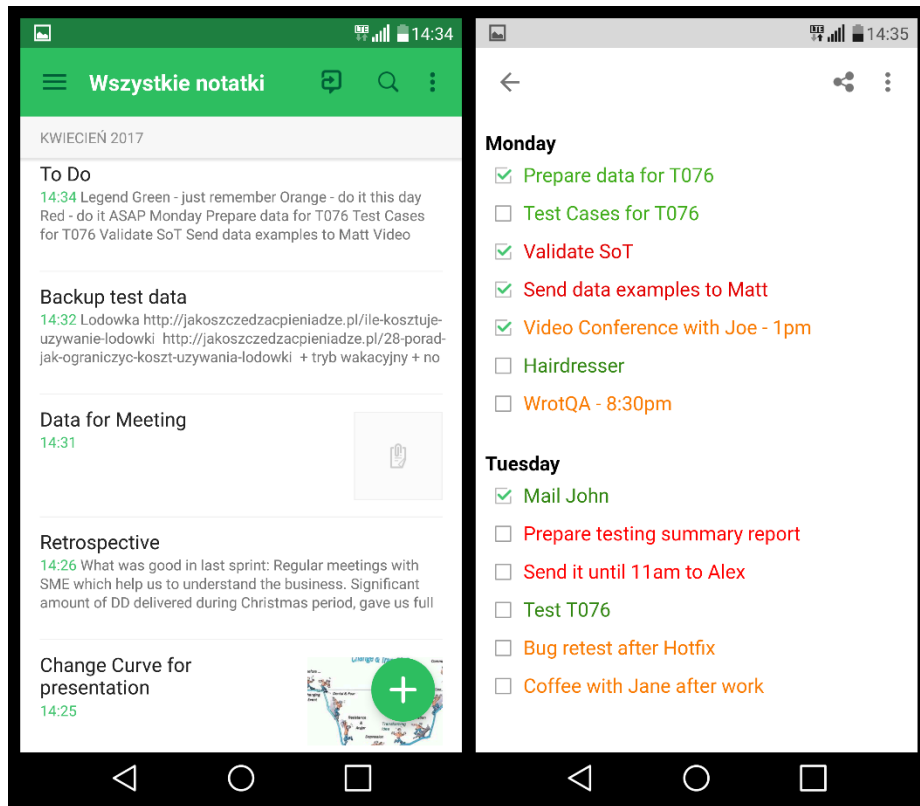 14:34
Wszystkie notatki
KWIECIEŃ 2017
To Do
14:34 Legend Green - just remember Orange - do it this day
Red - do it ASAP Monday Prepare data for T076 Test Cases
for T076 Validate SoT Send data examples to Matt Video
Backup test data
14:32 Lodowka http://jakoszczedzacpieniadze.pl/ile-kosztuje-
uzywanie-lodowki http://jakoszczedzacpieniadze.pl/28-porad-
jak-ograniczyc-koszt-uzywania-lodowki + tryb wakacyjny + no
Data for Meeting
14:31
Retrospective
14:26 What was good in last sprint: Regular meetings with
SME which help us to understand the business. Significant
amount of DD delivered during Christmas period, gave us full
Change Curve for
presentation
14:25
LTE 14:35
Monday
Prepare data for T076
Test Cases for T076
Validate SoT
Send data examples to Matt
Video Conference with Joe - 1pm
Hairdresser
WrotQA - 8:30pm
Tuesday
Mail John
Prepare testing summary report
Send it until 11am to Alex
Test T076
Bug retest after Hotfix
Coffee with Jane after work